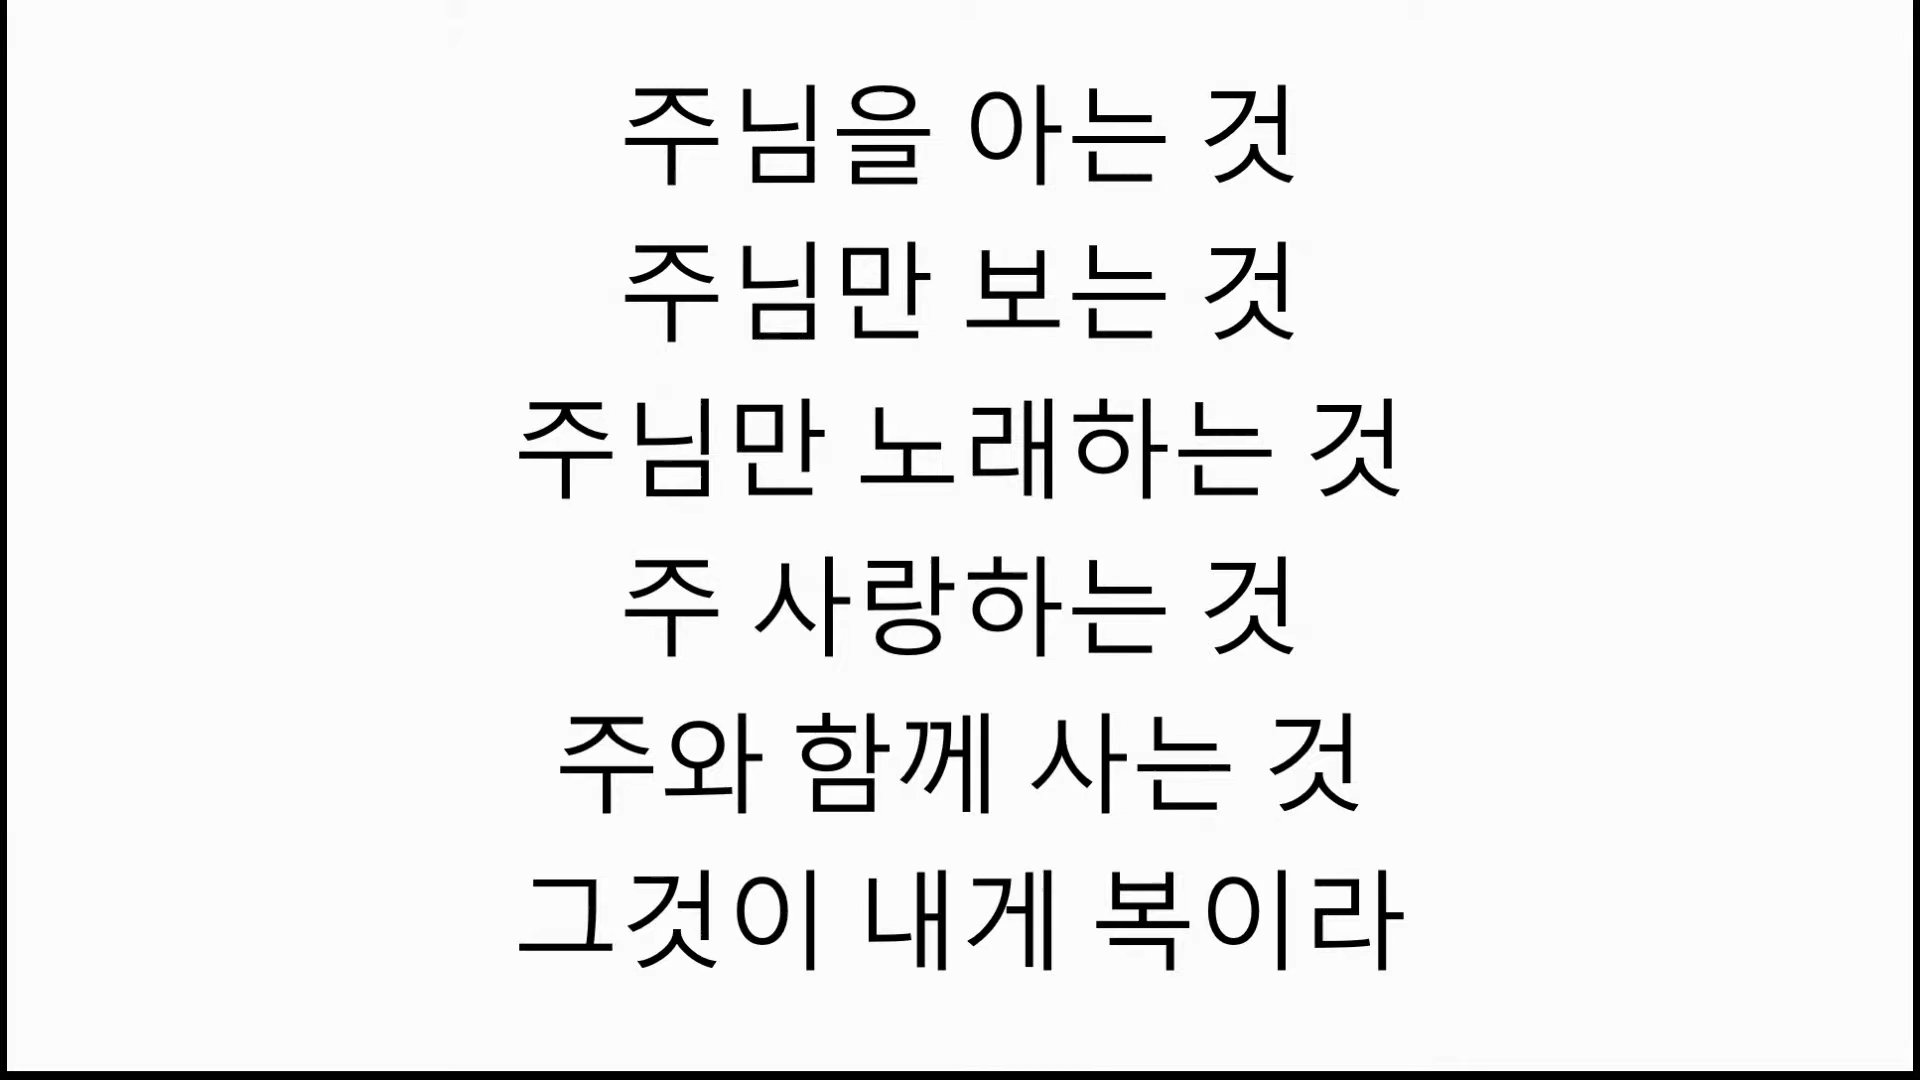 주님을 아는 것
주님만 보는 것
주님만 노래하는 것
주 사랑하는 것
주와 함께 사는 것
그것이 내게 복이라